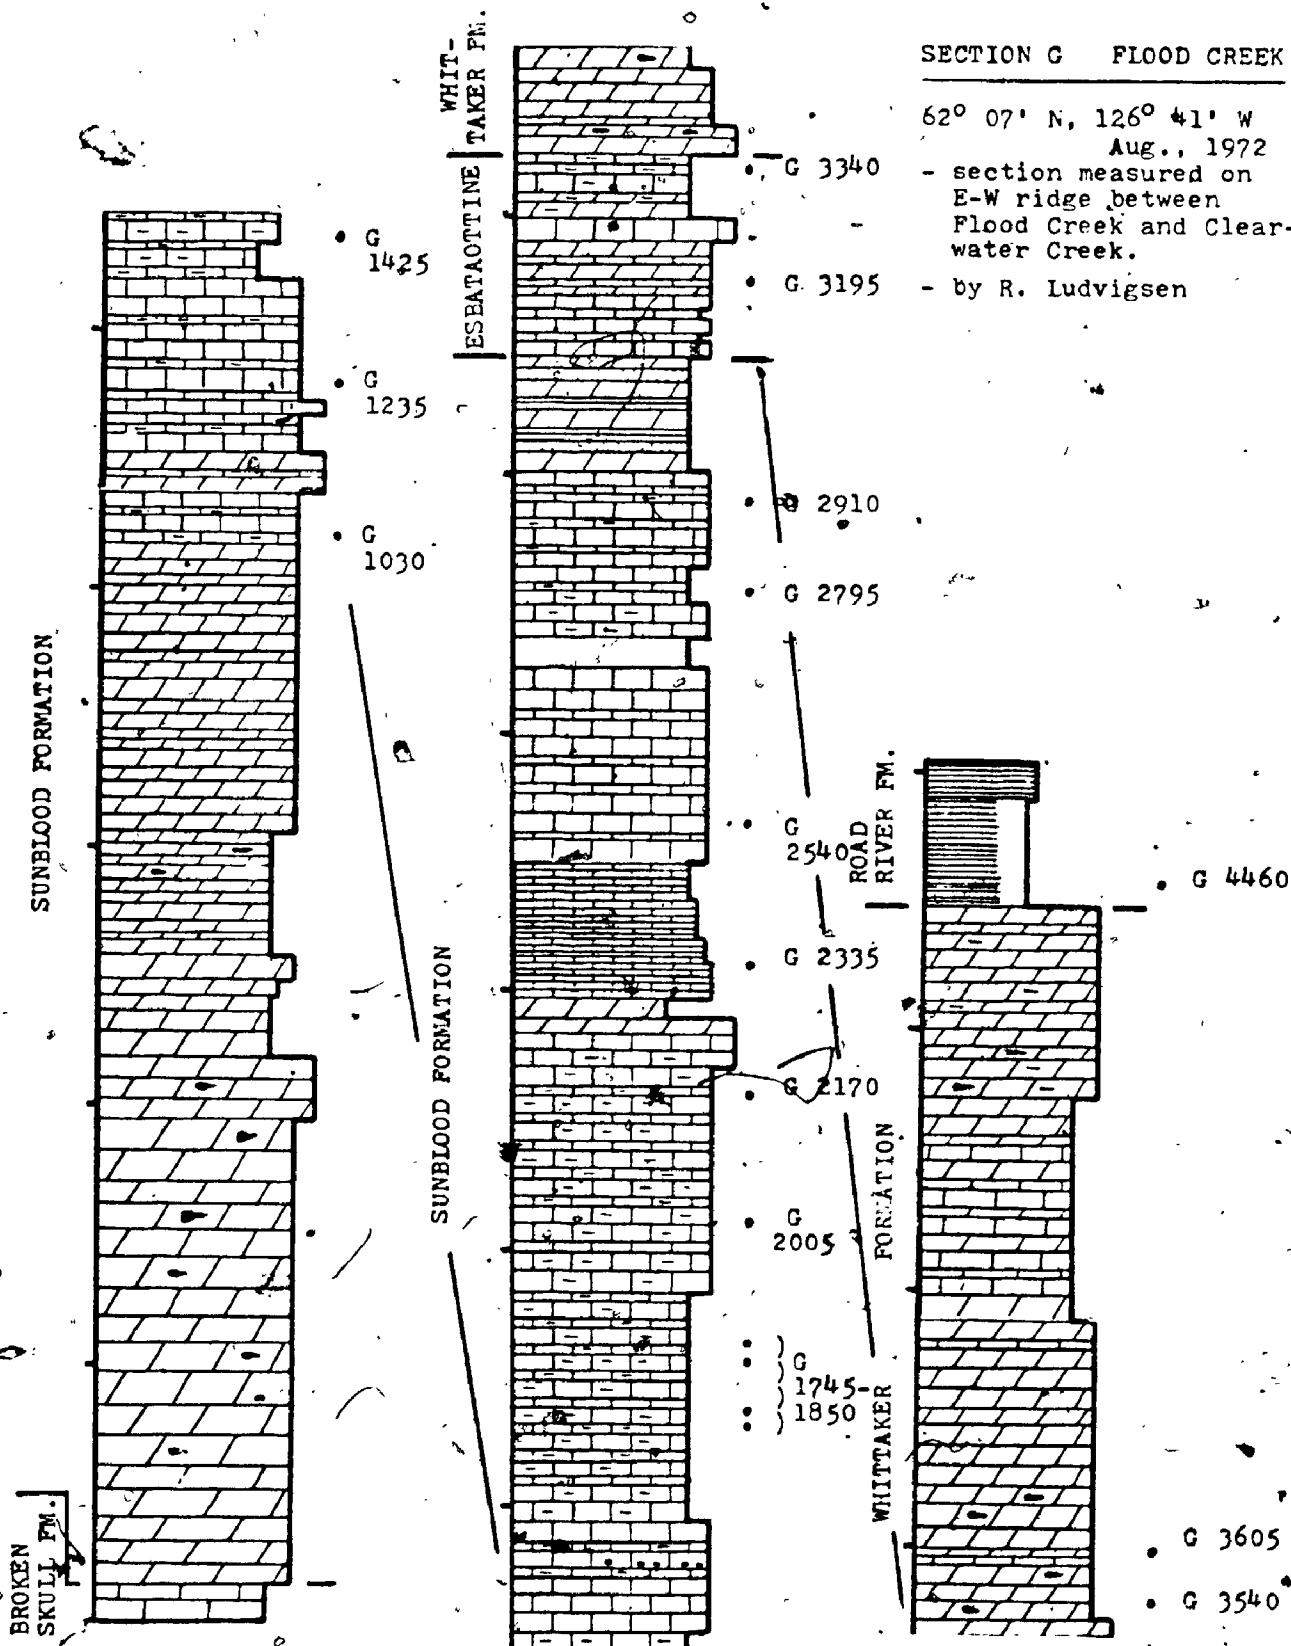 SECTION G FLOOD CREEK
62° 07' N, 126° 41' W
Aug., 1972
- section measured on
E-W ridge between
Flood Creek and Clear-
water Creek.
- by R. Ludvigsen
G
1425
G
1235
G
1030
SUNBLOOD FORMATION
BROKEN
SKULL FM.
WHIT-
TAKER FM.
ESBATAOTTINE
SUNBLOOD FORMATION
G 3340
G 3195
G 2910
G 2795
G
2540
G 2335
G 2170
G
2005
G
1745-
1850
ROAD
RIVER FM.
WHITTAKER FORMATION
G 4460
G 3605
G 3540